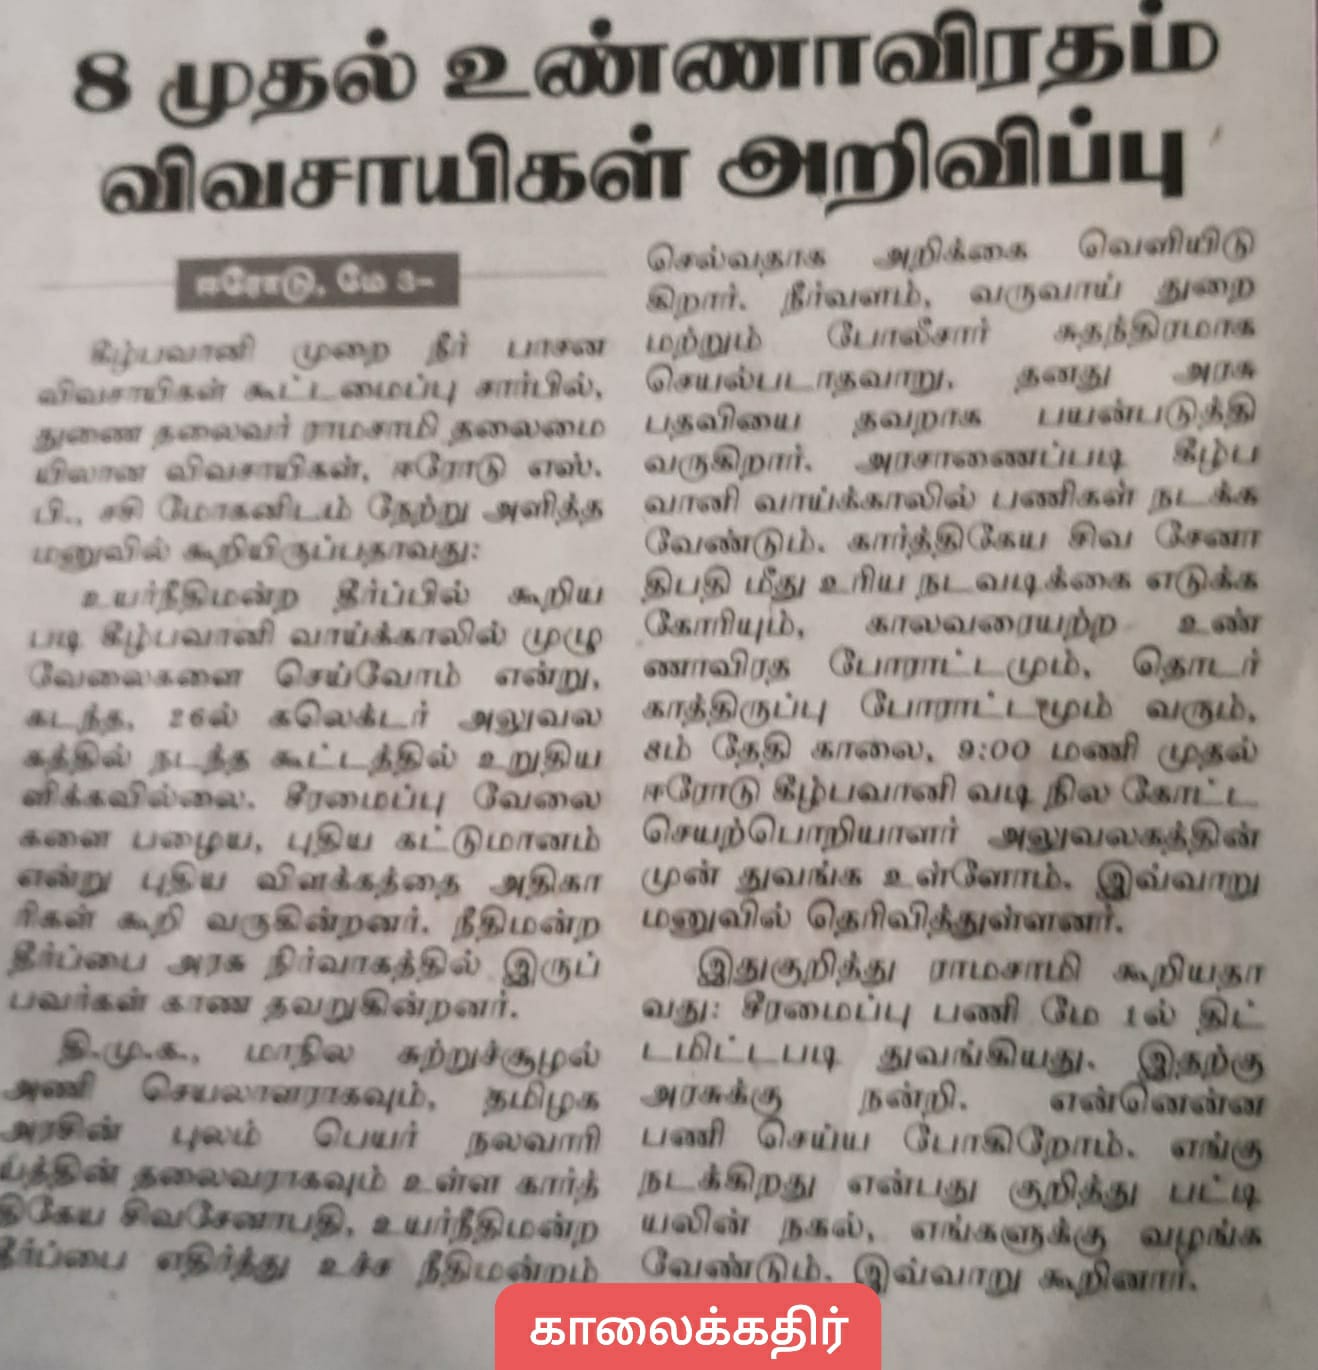 8 முதல் உண்ணாவிரதம்
விவசாயிகள் அறிவிப்பு
ஈரோடு, மே 3–
கீழ்பவானி முறை நீர் பாசன
விவசாயிகள் கூட்டமைப்பு சார்பில்,
துணை தலைவர் ராமசாமி தலைமை
யிலான விவசாயிகள், ஈரோடு எஸ்.
பி., சசி மோகனிடம் நேற்று அளித்த
மனுவில் கூறியிருப்பதாவது:
உயர்நீதிமன்ற தீர்ப்பில் கூறிய
படி கீழ்பவானி வாய்க்காலில் முழு
வேலைகளை செய்வோம் என்று,
கடந்த, 26ல் கலெக்டர் அலுவல
கத்தில் நடந்த கூட்டத்தில் உறுதிய
ளிக்கவில்லை. சீரமைப்பு வேலை
களை பழைய, புதிய கட்டுமானம்
என்று புதிய விளக்கத்தை அதிகா
ரிகள் கூறி வருகின்றனர். நீதிமன்ற
தீர்ப்பை அரசு நிர்வாகத்தில் இருப்
பவர்கள் காண தவறுகின்றனர்.
தி.மு.க., மாநில சுற்றுச்சூழல்
அணி செயலாளராகவும், தமிழக
அரசின் புலம் பெயர் நலவாரி
யத்தின் தலைவராகவும் உள்ள கார்த்
திகேய சிவசேனாபதி, உயர்நீதிமன்ற
தீர்ப்பை எதிர்த்து உச்ச நீதிமன்றம்
செல்வதாக அறிக்கை வெளியிடு
கிறார். நீர்வளம், வருவாய் துறை
மற்றும் போலீசார் சுதந்திரமாக
செயல்படாதவாறு, தனது அரசு
பதவியை தவறாக பயன்படுத்தி
வருகிறார். அரசாணைப்படி கீழ்ப
வானி வாய்க்காலில் பணிகள் நடக்க
வேண்டும். கார்த்திகேய சிவ சேனா
திபதி மீது உரிய நடவடிக்கை எடுக்க
கோரியும், காலவரையற்ற உண்
ணாவிரத போராட்டமும், தொடர்
காத்திருப்பு போராட்டமும் வரும்,
8ம் தேதி காலை, 9:00 மணி முதல்
ஈரோடு கீழ்பவானி வடி நில கோட்ட
செயற்பொறியாளர் அலுவலகத்தின்
முன் துவங்க உள்ளோம். இவ்வாறு
மனுவில் தெரிவித்துள்ளனர்.
இதுகுறித்து ராமசாமி கூறியதா
வது: சீரமைப்பு பணி மே 1ல் திட்
டமிட்டபடி துவங்கியது. இதற்கு
அரசுக்கு நன்றி. என்னென்ன
பணி செய்ய போகிறோம். எங்கு
நடக்கிறது என்பது குறித்து பட்டி
யலின் நகல், எங்களுக்கு வழங்க
வேண்டும். இவ்வாறு கூறினார்.
காலைக்கதிர்